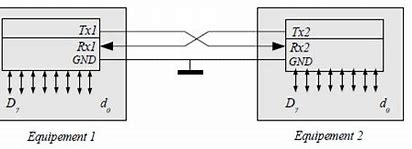 Tx1
Rx1
GND
D7 d0
Equipement 1
Tx2
Rx2
GND
D7 d0
Equipement 2